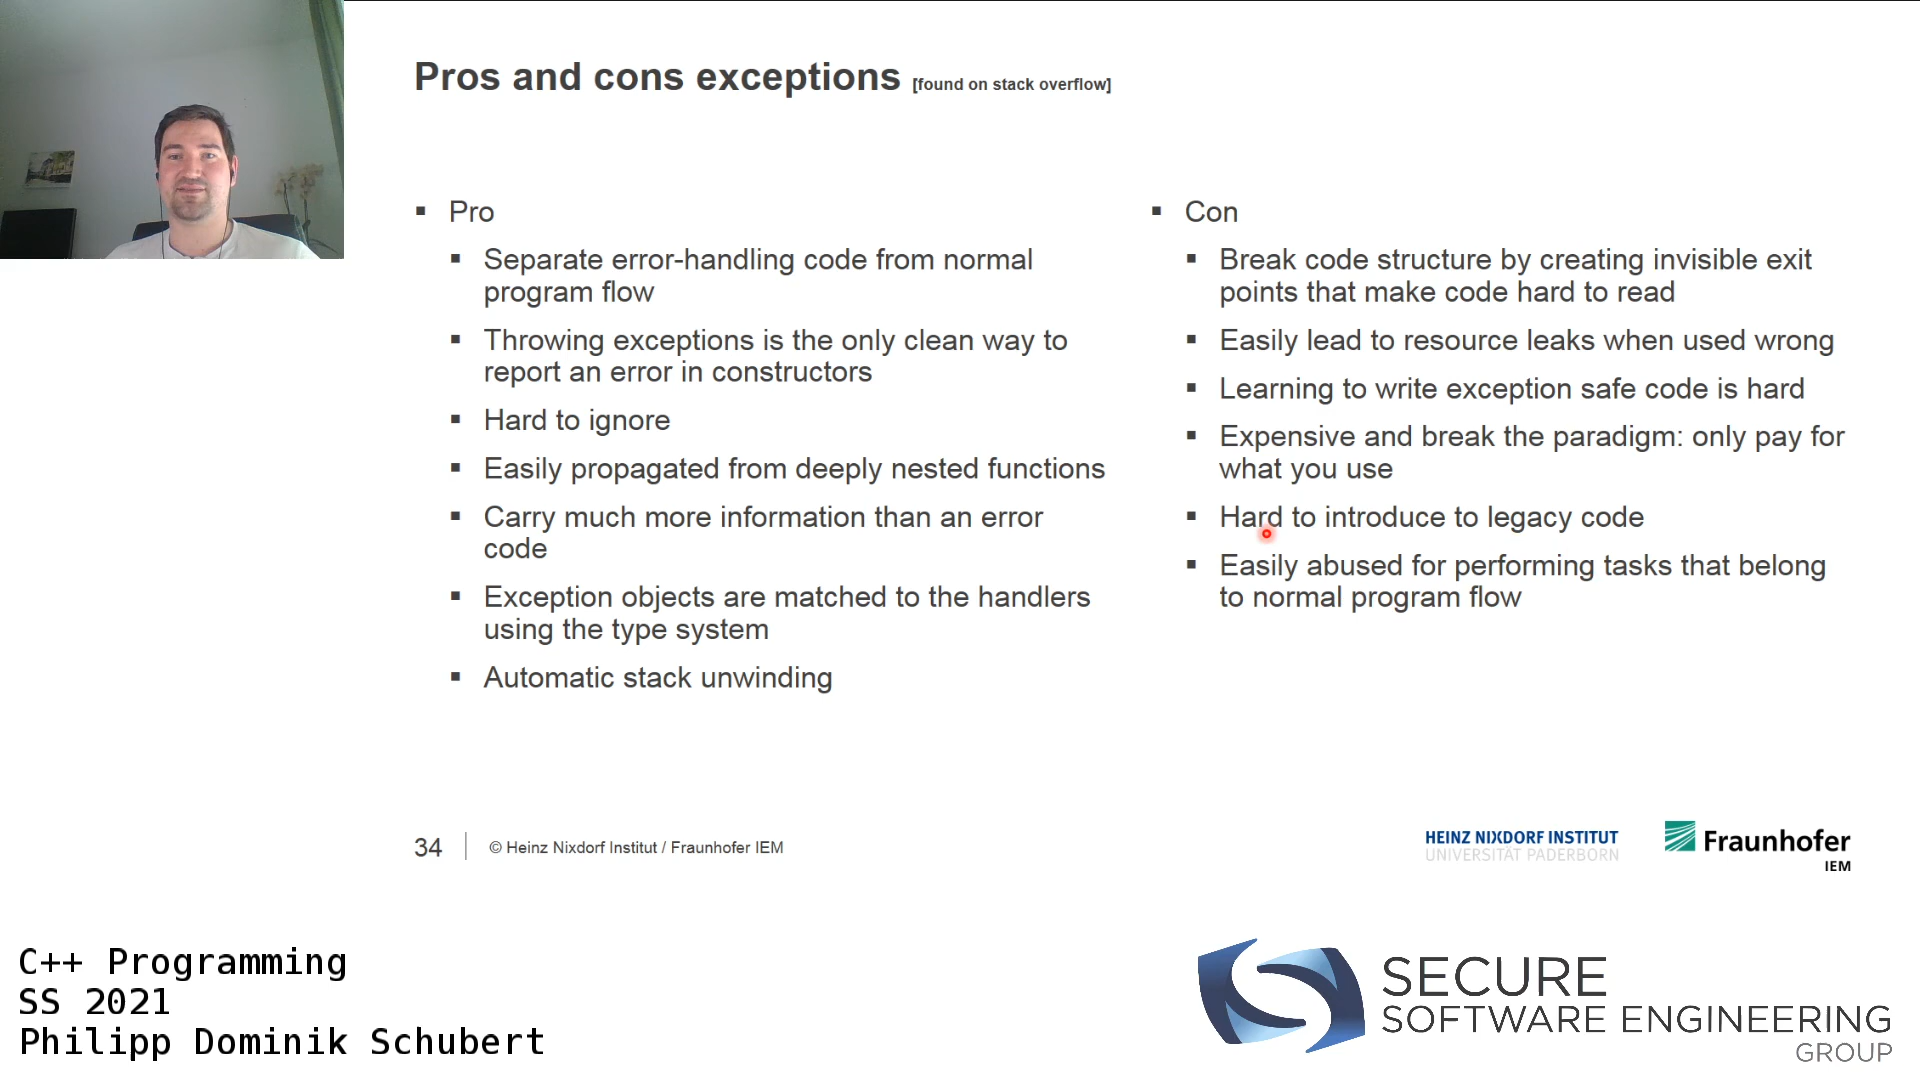 Pros and cons exceptions [found on stack overflow]
▪ Pro
▪ Separate error-handling code from normal
program flow
▪ Throwing exceptions is the only clean way to
report an error in constructors
▪ Hard to ignore
▪ Easily propagated from deeply nested functions
▪ Carry much more information than an error
code
▪ Exception objects are matched to the handlers
using the type system
▪ Automatic stack unwinding
▪ Con
▪ Break code structure by creating invisible exit
points that make code hard to read
▪ Easily lead to resource leaks when used wrong
▪ Learning to write exception safe code is hard
▪ Expensive and break the paradigm: only pay for
what you use
▪ Hard to introduce to legacy code
▪ Easily abused for performing tasks that belong
to normal program flow
34
© Heinz Nixdorf Institut / Fraunhofer IEM
HEINZ NIXDORF INSTITUT
UNIVERSITÄT PADERBORN
Fraunhofer
IEM
C++ Programming
SS 2021
Philipp Dominik Schubert
SECURE
SOFTWARE ENGINEERING
GROUP